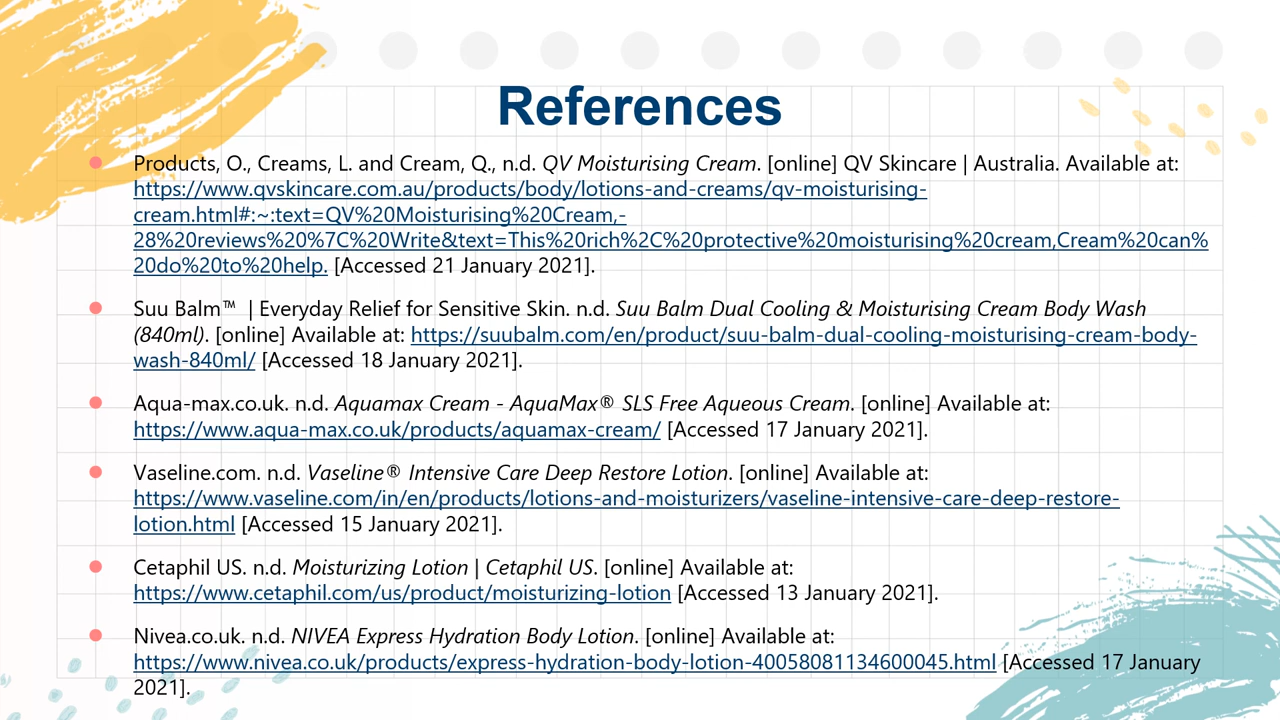 References
Products, O., Creams, L. and Cream, Q., n.d. QV Moisturising Cream. [online] QV Skincare | Australia. Available at:
https://www.qvskincare.com.au/products/body/lotions-and-creams/qv-moisturising-
cream.html#:~:text=QV%20Moisturising%20Cream,-
28%20reviews%20%7C%20Write&text=This%20rich%2C%20protective%20moisturising%20cream,Cream%20can%
20do%20to%20help. [Accessed 21 January 2021].
Suu Balm™ | Everyday Relief for Sensitive Skin. n.d. Suu Balm Dual Cooling & Moisturising Cream Body Wash
(840ml). [online] Available at: https://suubalm.com/en/product/suu-balm-dual-cooling-moisturising-cream-body-
wash-840ml/ [Accessed 18 January 2021].
Aqua-max.co.uk. n.d. Aquamax Cream - AquaMax® SLS Free Aqueous Cream. [online] Available at:
https://www.aqua-max.co.uk/products/aquamax-cream/ [Accessed 17 January 2021].
Vaseline.com. n.d. Vaseline® Intensive Care Deep Restore Lotion. [online] Available at:
https://www.vaseline.com/in/en/products/lotions-and-moisturizers/vaseline-intensive-care-deep-restore-
lotion.html [Accessed 15 January 2021].
Cetaphil US. n.d. Moisturizing Lotion | Cetaphil US. [online] Available at:
https://www.cetaphil.com/us/product/moisturizing-lotion [Accessed 13 January 2021].
Nivea.co.uk. n.d. NIVEA Express Hydration Body Lotion. [online] Available at:
https://www.nivea.co.uk/products/express-hydration-body-lotion-40058081134600045.html [Accessed 17 January
2021].